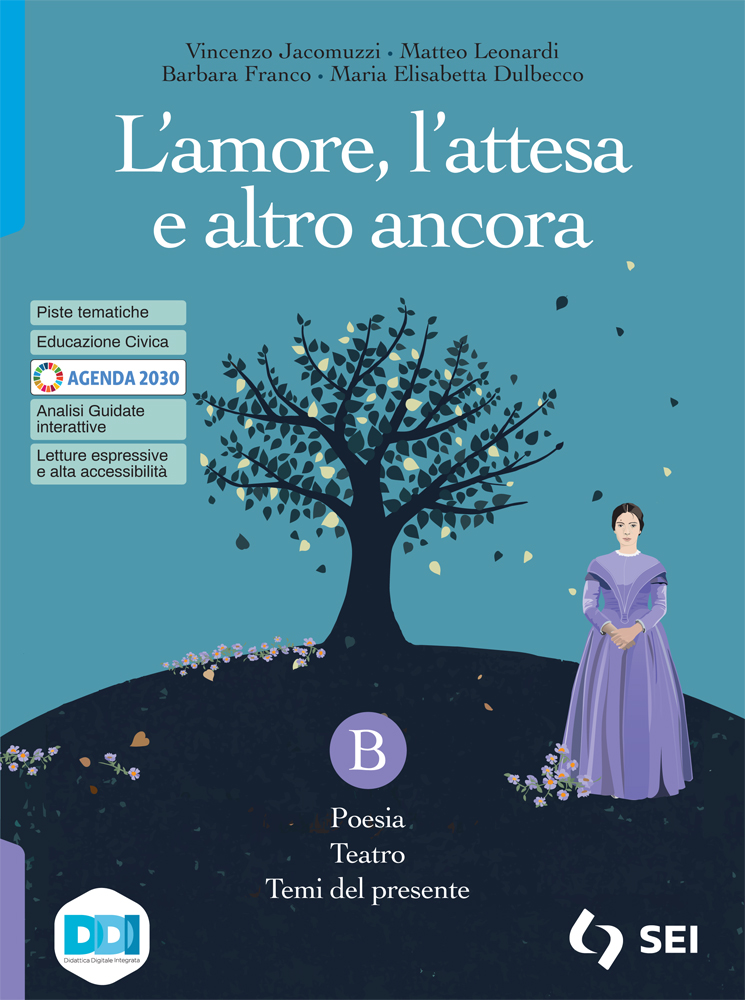 Vincenzo Jacomuzzi • Matteo Leonardi
Barbara Franco • Maria Elisabetta Dulbecco
L'amore, l'attesa
e altro ancora
Piste tematiche
Educazione Civica
AGENDA 2030
Analisi Guidate
interattive
Letture espressive
e alta accessibilità
B
Poesia
Teatro
Temi del presente
DDI
Didattica Digitale Integrata
SEI